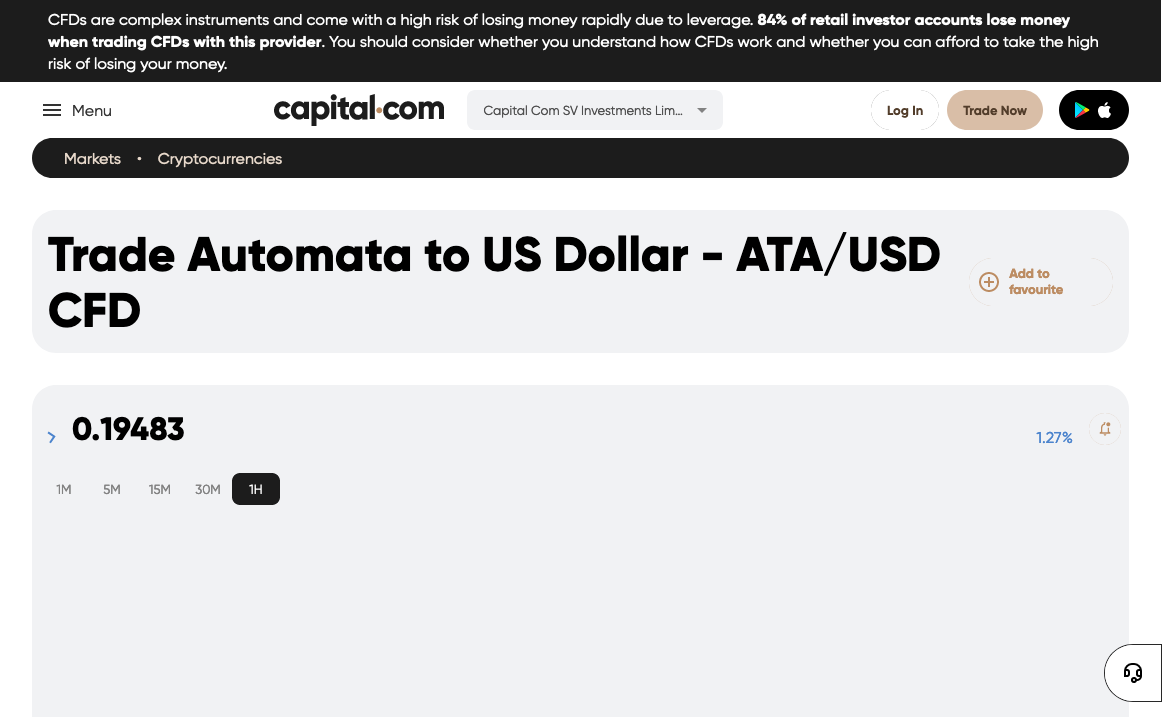 CFDs are complex instruments and come with a high risk of losing money rapidly due to leverage. 84% of retail investor accounts lose money
when trading CFDs with this provider. You should consider whether you understand how CFDs work and whether you can afford to take the high
risk of losing your money.
Menu
capital.com
Capital Com SV Investments Lim...
Log In
Trade Now
Markets • Cryptocurrencies
Trade Automata to US Dollar - ATA/USD
CFD
Add to
favourite
0.19483
1.27%
1M 5M 15M 30M 1H